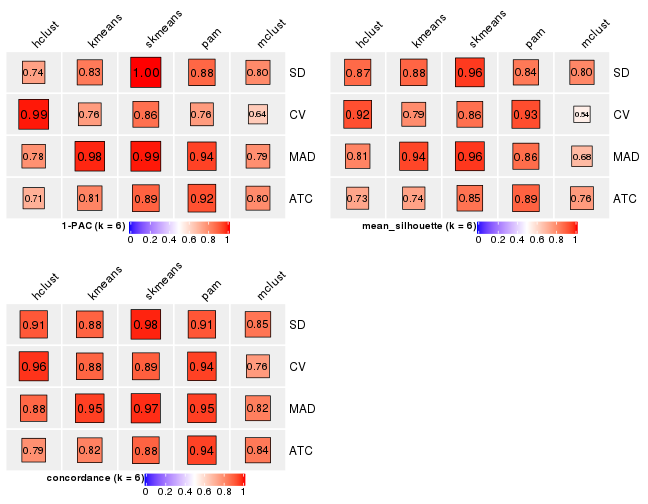 hclust kmeans skmeans pam mclust
0.74 0.83 1.00 0.88 0.80 SD
0.99 0.76 0.86 0.76 0.64 CV
0.78 0.98 0.99 0.94 0.79 MAD
0.71 0.81 0.89 0.92 0.80 ATC
1-PAC (k = 6)
0 0.2 0.4 0.6 0.8 1
hclust kmeans skmeans pam mclust
0.87 0.88 0.96 0.84 0.80 SD
0.92 0.79 0.86 0.93 0.54 CV
0.81 0.94 0.96 0.86 0.68 MAD
0.73 0.74 0.85 0.89 0.76 ATC
mean_silhouette (k = 6)
0 0.2 0.4 0.6 0.8 1
hclust kmeans skmeans pam mclust
0.91 0.88 0.98 0.91 0.85 SD
0.96 0.88 0.89 0.94 0.76 CV
0.88 0.95 0.97 0.95 0.82 MAD
0.79 0.82 0.88 0.94 0.84 ATC
concordance (k = 6)
0 0.2 0.4 0.6 0.8 1